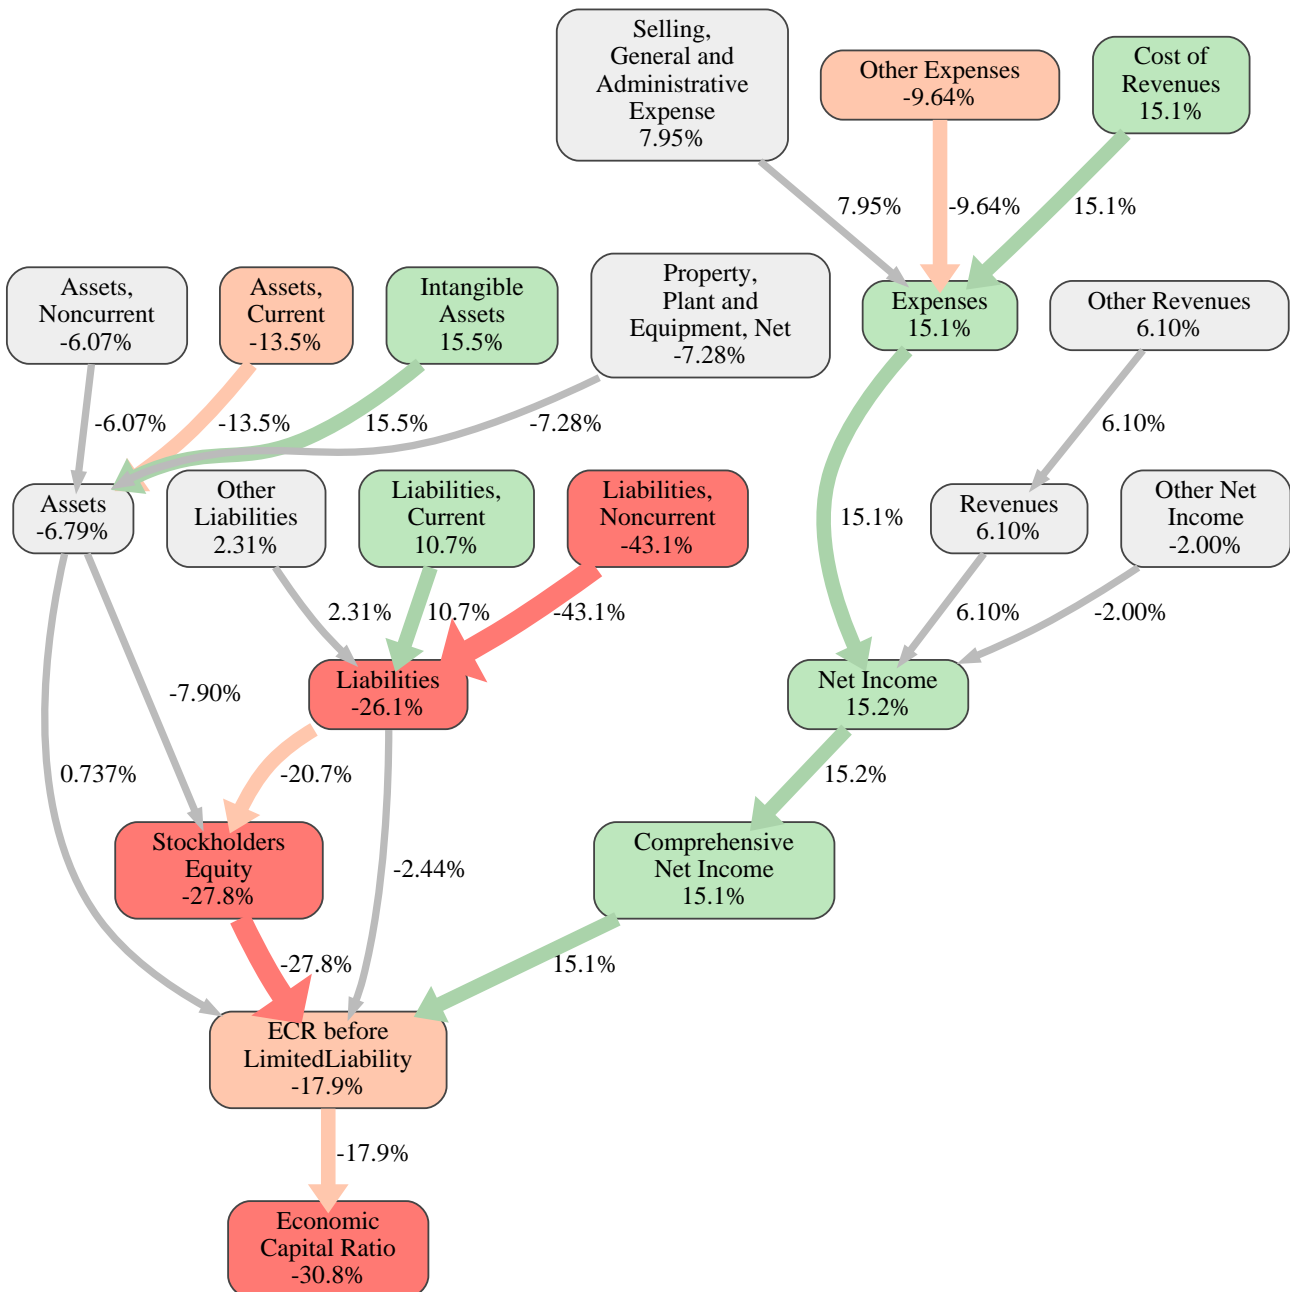 Selling,
General and
Administrative
Expense
7.95%
Other Expenses
-9.64%
Cost of
Revenues
15.1%
7.95%
-9.64%
15.1%
Assets,
Noncurrent
-6.07%
Assets,
Current
-13.5%
Intangible
Assets
15.5%
Property,
Plant and
Equipment, Net
-7.28%
Expenses
15.1%
Other Revenues
6.10%
-6.07%
-13.5%
15.5%
-7.28%
6.10%
Assets
-6.79%
Other
Liabilities
2.31%
Liabilities,
Current
10.7%
Liabilities,
Noncurrent
-43.1%
15.1%
Revenues
6.10%
Other Net
Income
-2.00%
2.31%
10.7%
-43.1%
6.10%
-2.00%
-7.90%
Liabilities
-26.1%
Net Income
15.2%
0.737%
-20.7%
15.2%
Stockholders
Equity
-27.8%
-2.44%
Comprehensive
Net Income
15.1%
-27.8%
15.1%
ECR before
LimitedLiability
-17.9%
-17.9%
Economic
Capital Ratio
-30.8%